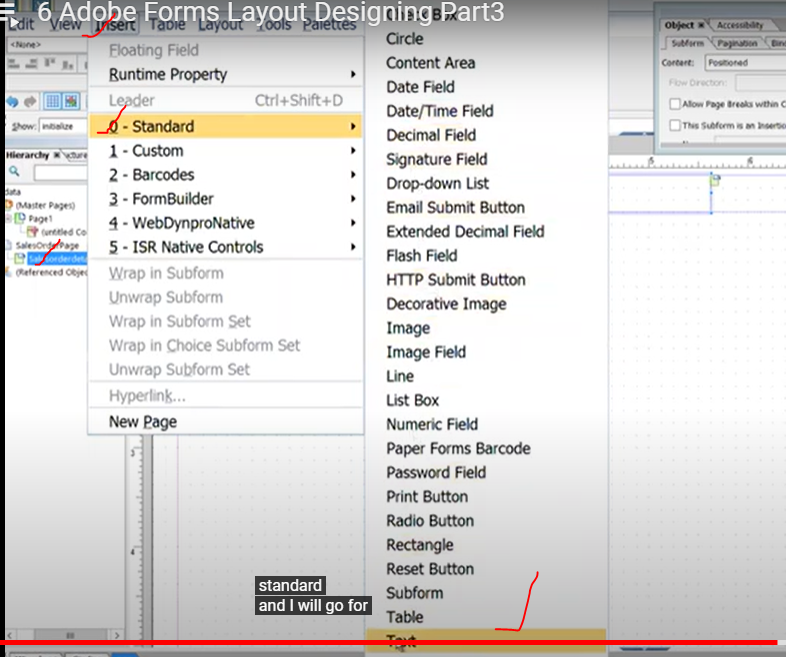 6 Adobe Forms Layout Designing Part3
Edit View Insert Table Layout Tools Palettes
<None>
Show: initialize
Hierarchy
data
(Master Pages)
Page1
(untitled Co
SalesOrderPage
(Referenced Objec
Floating Field
Runtime Property
Leader Ctrl+Shift+D
0 - Standard
1 - Custom
2 - Barcodes
3 - FormBuilder
4 - WebDynproNative
5 - ISR Native Controls
Wrap in Subform
Unwrap Subform
Wrap in Subform Set
Wrap in Choice Subform Set
Unwrap Subform Set
Hyperlink...
New Page
Circle
Content Area
Date Field
Date/Time Field
Decimal Field
Signature Field
Drop-down List
Email Submit Button
Extended Decimal Field
Flash Field
HTTP Submit Button
Decorative Image
Image
Image Field
Line
List Box
Numeric Field
Paper Forms Barcode
Password Field
Print Button
Radio Button
Rectangle
Reset Button
Subform
Table
Text
Object Accessibility
Subform Pagination Bin
Content: Positioned
Flow Direction:
Allow Page Breaks within C
This Subform is an Insertio
5 6
3
4
standard
and I will go for